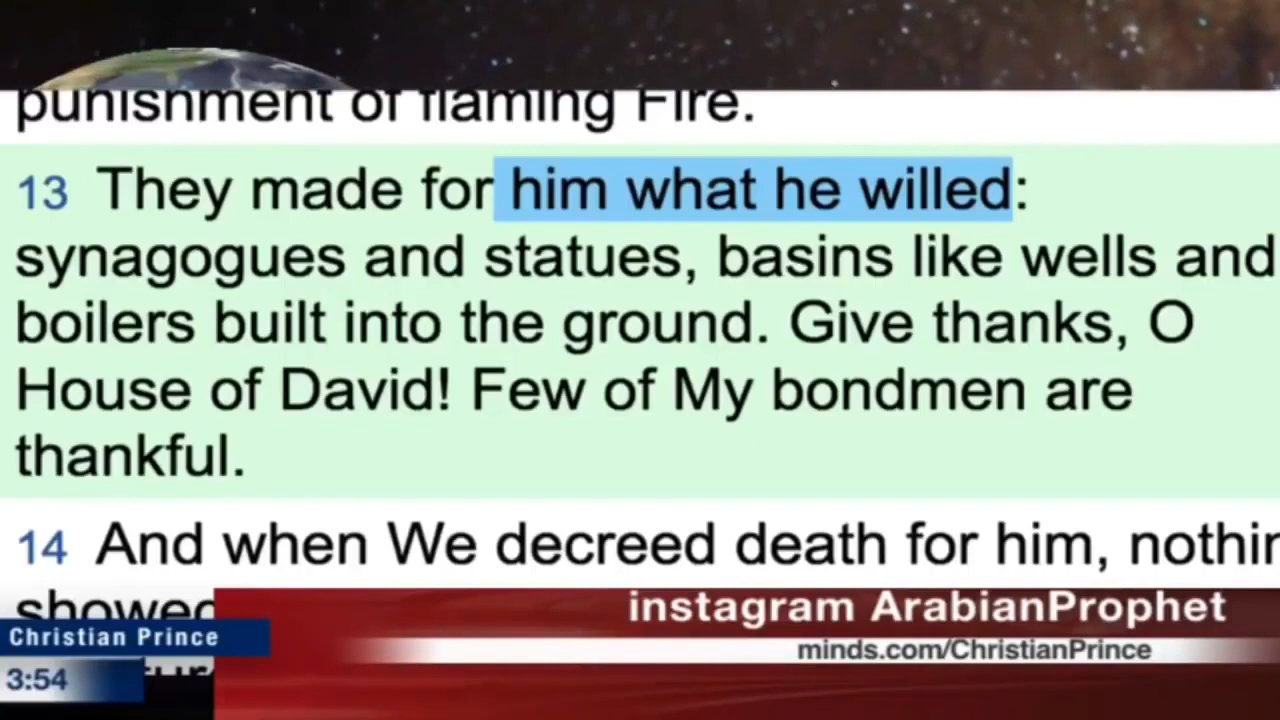 punishment of flaming Fire.
13 They made for him what he willed:
synagogues and statues, basins like wells and
boilers built into the ground. Give thanks, O
House of David! Few of My bondmen are
thankful.
14 And when We decreed death for him, nothin
showed
instagram ArabianProphet
Christian Prince
minds.com/ChristianPrince
3:54